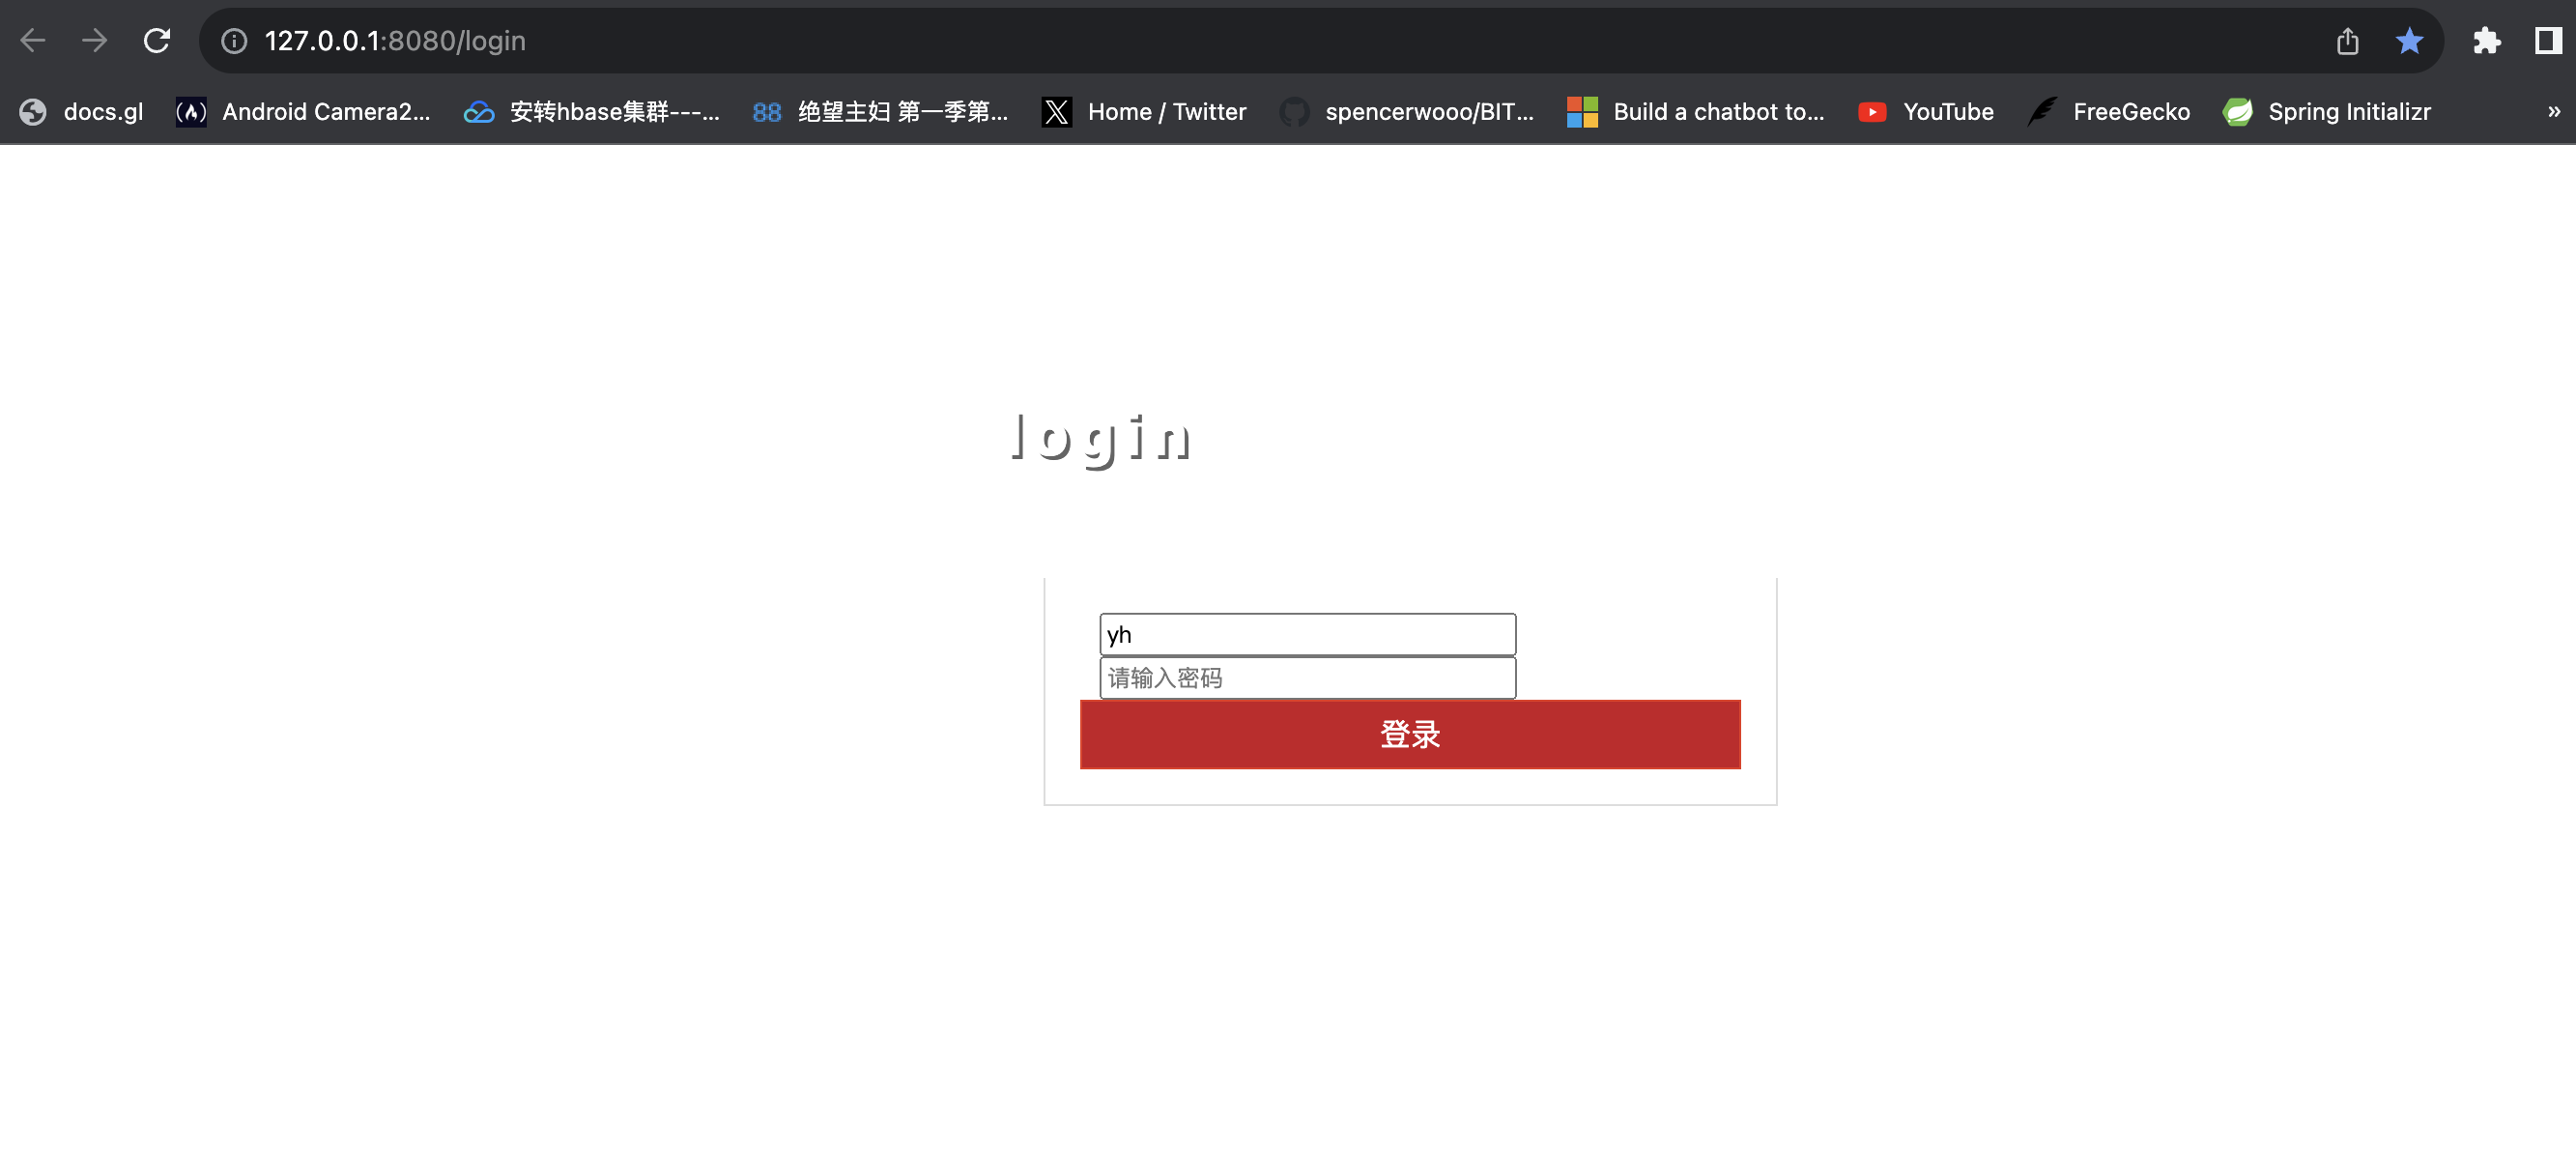 127.0.0.1:8080/login
docs.gl Android Camera2... 安转hbase集群---... 绝望主妇 第一季第... Home / Twitter spencerwooo/BIT... Build a chatbot to... YouTube FreeGecko Spring Initializr »
login
yh
请输入密码
登录